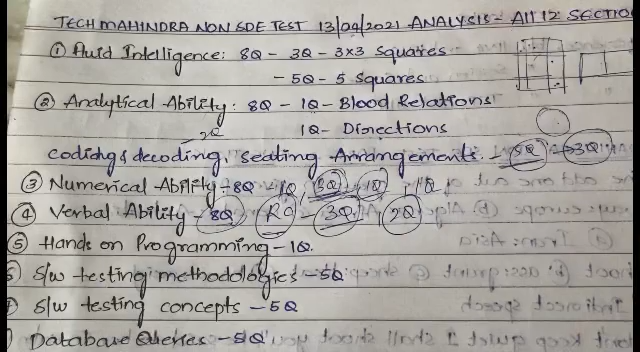 TECH MAHINDRA NON SDE TEST 13/04/2021 ANALYSIS - All 12 SECTIO
① Fluid Intelligence: 8Q - 3Q - 3x3 squares
- 5Q - 5 squares
② Analytical Ability: 8Q - 1Q - Blood Relations
2Q 1Q - Directions
coding & decoding, seating Arrangements. - 5Q 3Q
③ Numerical Ability - 8Q - 1Q, 1Q, 1Q
④ Verbal Ability - 8Q RC 3Q 2Q
⑤ Hands on Programming - 1Q.
S/w testing methodologies - 5Q
S/w testing concepts - 5Q
Database Queries - 5Q